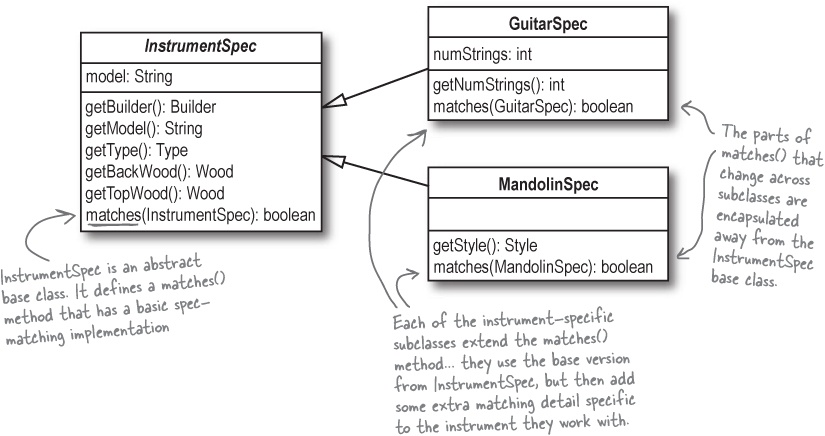 InstrumentSpec
model: String
getBuilder(): Builder
getModel(): String
getType(): Type
getBackWood(): Wood
getTopWood(): Wood
matches(InstrumentSpec): boolean
InstrumentSpec is an abstract
base class. It defines a matches()
method that has a basic spec-
matching implementation
GuitarSpec
numStrings: int
getNumStrings(): int
matches(GuitarSpec): boolean
MandolinSpec
getStyle(): Style
matches(MandolinSpec): boolean
Each of the instrument-specific
subclasses extend the matches()
method... they use the base version
from InstrumentSpec, but then add
some extra matching detail specific
to the instrument they work with.
The parts of
matches() that
change across
subclasses are
encapsulated
away from the
InstrumentSpec
base class.